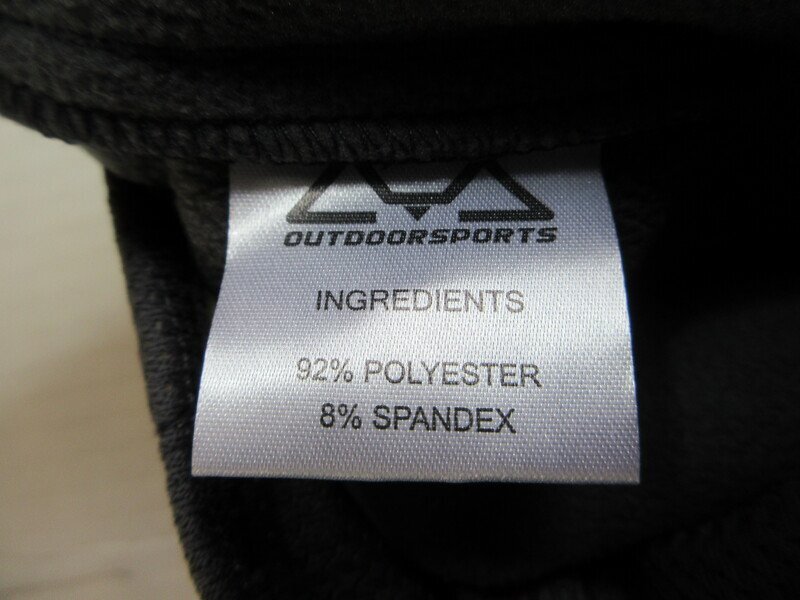 OUTDOORSPORTS
INGREDIENTS
92% POLYESTER
8% SPANDEX